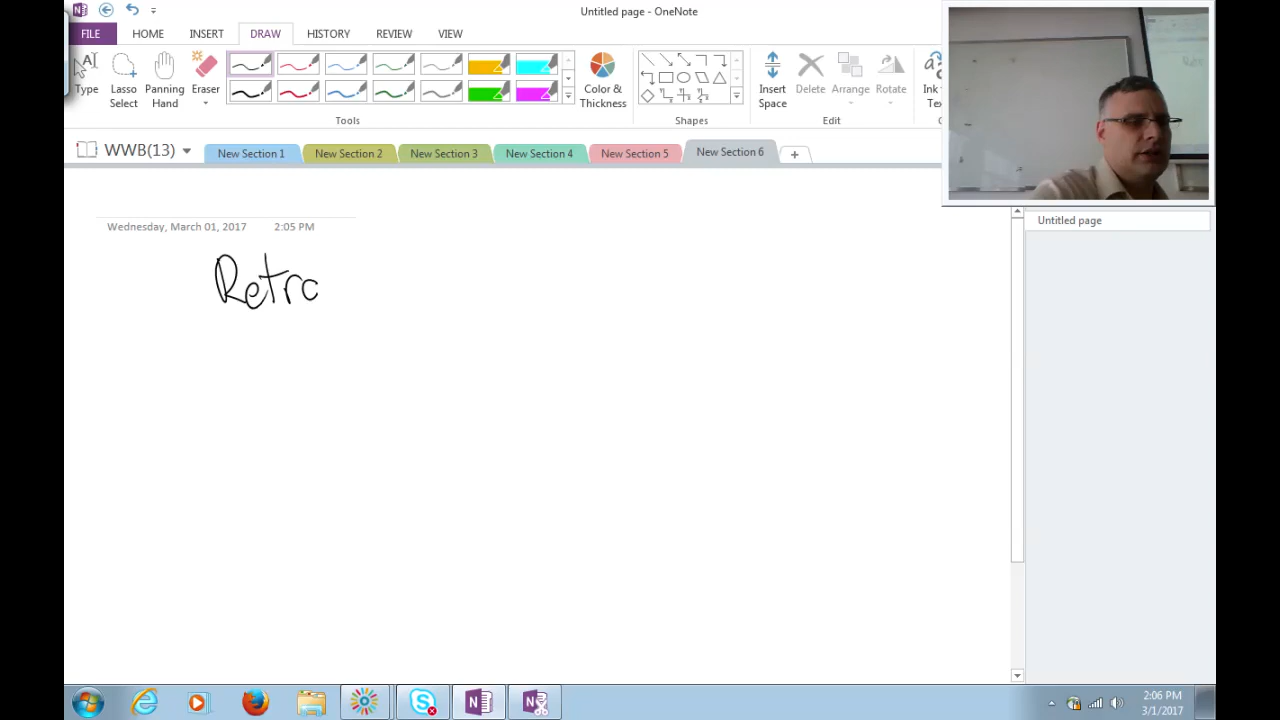 Untitled page - OneNote
FILE HOME INSERT DRAW HISTORY REVIEW VIEW
Type Lasso Select Panning Hand Eraser Color & Thickness Insert Space Delete Arrange Rotate Ink to
Tools Shapes Edit
WWB(13) New Section 1 New Section 2 New Section 3 New Section 4 New Section 5 New Section 6
Untitled page
Wednesday, March 01, 2017 2:05 PM
Retro
2:06 PM
3/1/2017